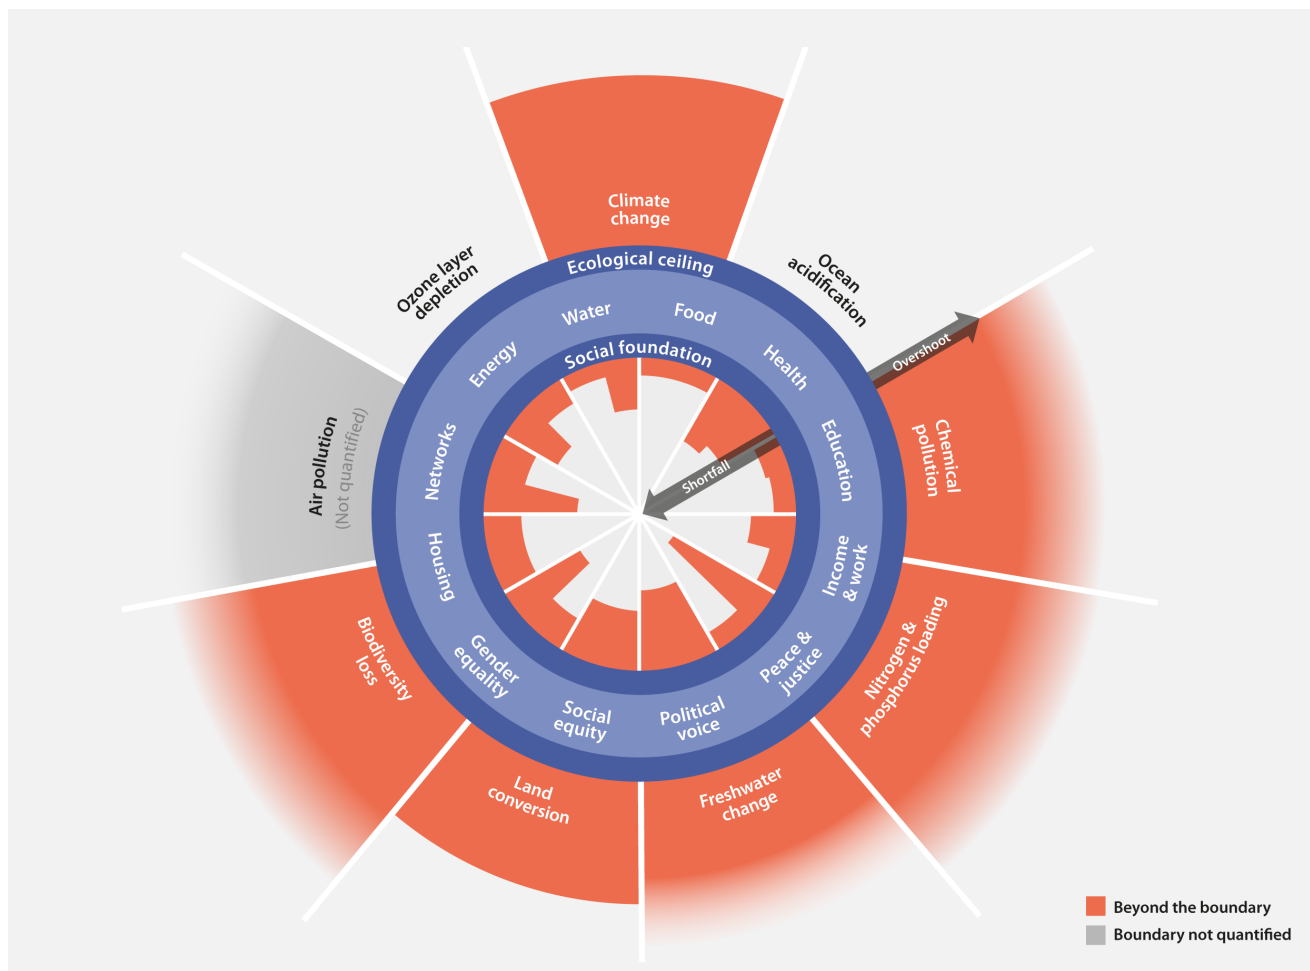 Climate
change
Ecological ceiling
Ozone layer
depletion
Ocean
acidification
Water
Food
Energy
Health
Social foundation
Overshoot
Shortfall
Networks
Education
Chemical
pollution
Air pollution
(Not quantified)
Honsing
Income
& work
Biodiversity
loss
Gender
equality
Peace &
justice
Nitrogen &
phosphorus loading
Social
equity
Political
voice
Land
conversion
Freshwater
change
Beyond the boundary
Boundary not quantified